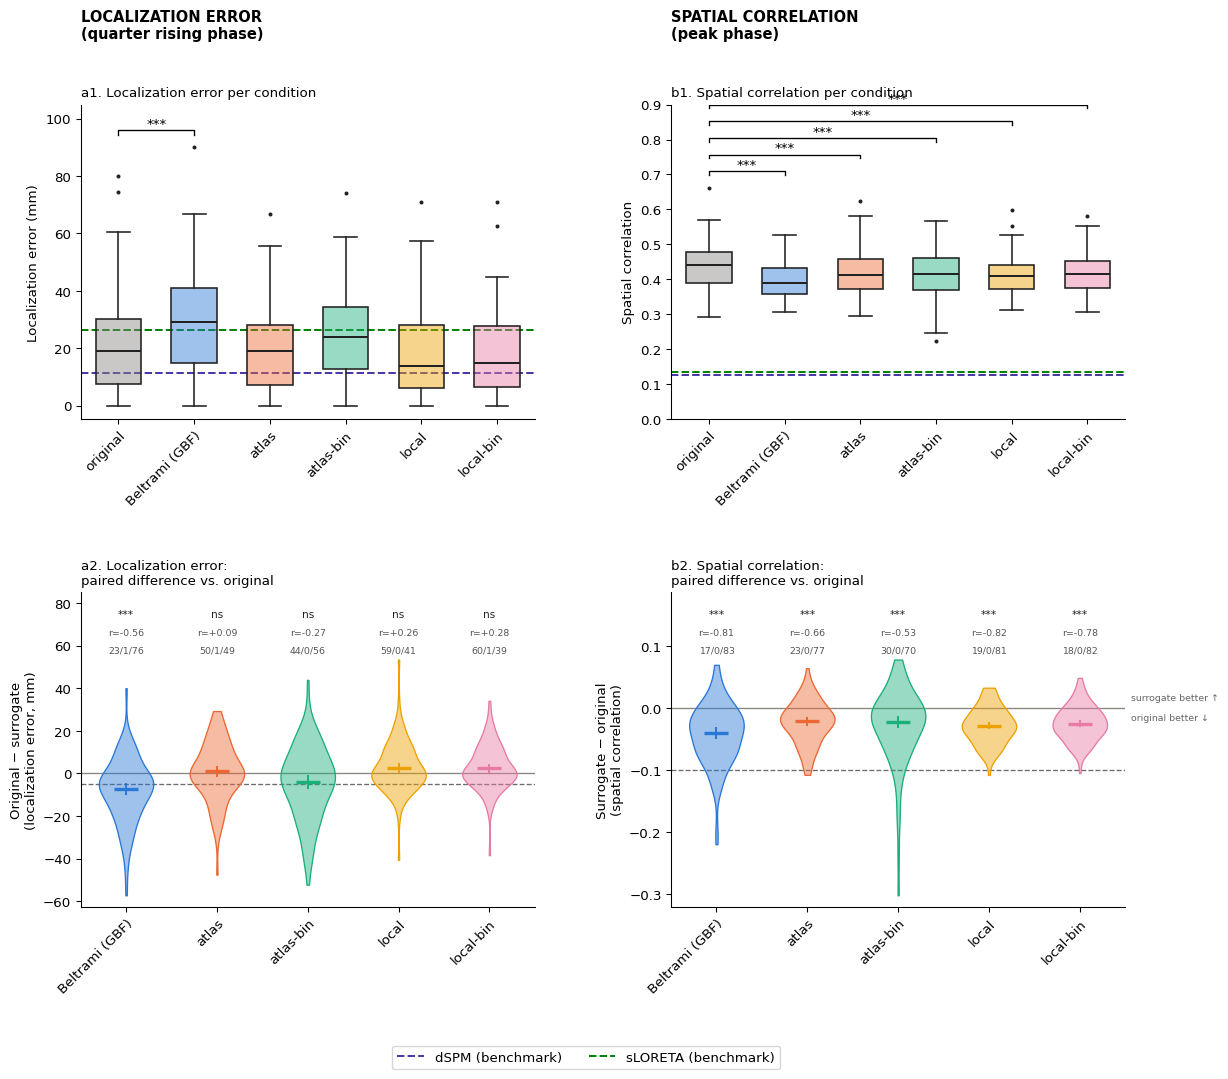 LOCALIZATION ERROR
(quarter rising phase)
SPATIAL CORRELATION
(peak phase)
a1. Localization error per condition
Localization error (mm)
100
80
60
40
20
0
***
original
Beltrami (GBF)
atlas
atlas-bin
local
local-bin
b1. Spatial correlation per condition
Spatial correlation
0.9
0.8
0.7
0.6
0.5
0.4
0.3
0.2
0.1
0.0
***
***
***
***
***
original
Beltrami (GBF)
atlas
atlas-bin
local
local-bin
a2. Localization error:
paired difference vs. original
Original − surrogate
(localization error, mm)
80
60
40
20
0
−20
−40
−60
*** ns ns ns ns
r=-0.56 r=+0.09 r=-0.27 r=+0.26 r=+0.28
23/1/76 50/1/49 44/0/56 59/0/41 60/1/39
Beltrami (GBF)
atlas
atlas-bin
local
local-bin
b2. Spatial correlation:
paired difference vs. original
Surrogate − original
(spatial correlation)
0.1
0.0
−0.1
−0.2
−0.3
*** *** *** *** ***
r=-0.81 r=-0.66 r=-0.53 r=-0.82 r=-0.78
17/0/83 23/0/77 30/0/70 19/0/81 18/0/82
surrogate better ↑
original better ↓
Beltrami (GBF)
atlas
atlas-bin
local
local-bin
dSPM (benchmark)
sLORETA (benchmark)